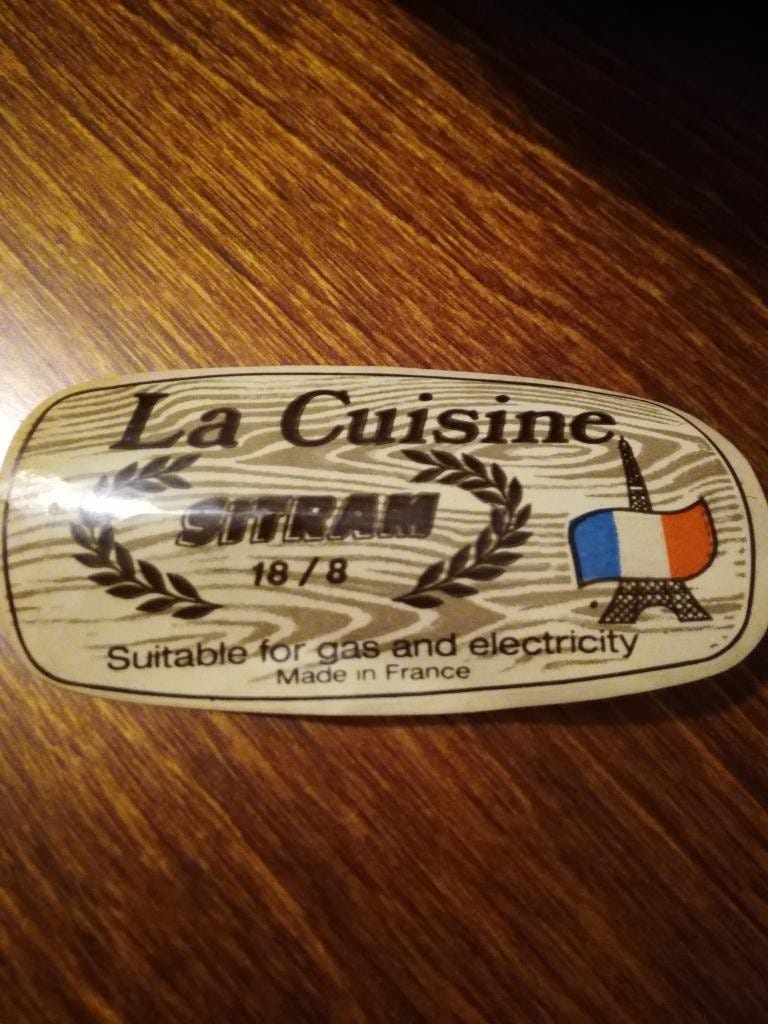 La Cuisine
SITRAM
18/8
Suitable for gas and electricity
Made in France